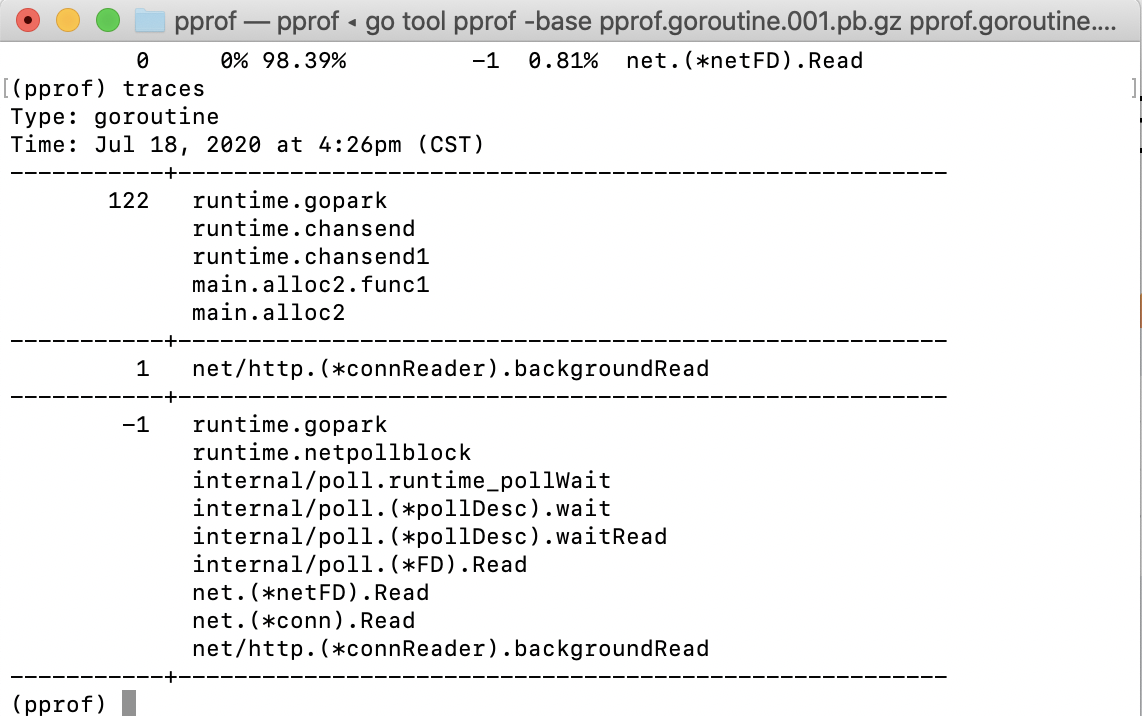 pprof — pprof ◂ go tool pprof -base pprof.goroutine.001.pb.gz pprof.goroutine....
0 0% 98.39% −1 0.81% net.(*netFD).Read
[(pprof) traces ]
Type: goroutine
Time: Jul 18, 2020 at 4:26pm (CST)
-----------+-------------------------------------------------------
122 runtime.gopark
runtime.chansend
runtime.chansend1
main.alloc2.func1
main.alloc2
-----------+-------------------------------------------------------
1 net/http.(*connReader).backgroundRead
-----------+-------------------------------------------------------
−1 runtime.gopark
runtime.netpollblock
internal/poll.runtime_pollWait
internal/poll.(*pollDesc).wait
internal/poll.(*pollDesc).waitRead
internal/poll.(*FD).Read
net.(*netFD).Read
net.(*conn).Read
net/http.(*connReader).backgroundRead
-----------+-------------------------------------------------------
(pprof)